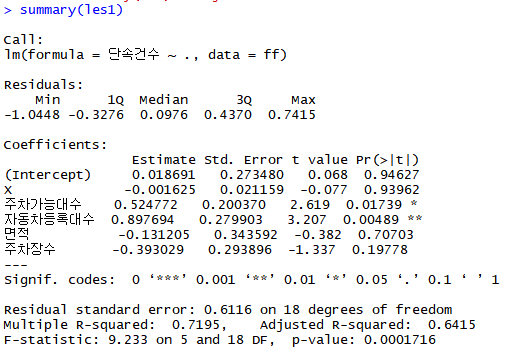 > summary(les1)
Call:
lm(formula = 단속건수 ~ ., data = ff)
Residuals:
Min 1Q Median 3Q Max
-1.0448 -0.3276 0.0976 0.4370 0.7415
Coefficients:
Estimate Std. Error t value Pr(>|t|)
(Intercept) 0.018691 0.273480 0.068 0.94627
X -0.001625 0.021159 -0.077 0.93962
주차가능대수 0.524772 0.200370 2.619 0.01739 *
자동차등록대수 0.897694 0.279903 3.207 0.00489 **
면적 -0.131205 0.343592 -0.382 0.70703
주차장수 -0.393029 0.293896 -1.337 0.19778
---
Signif. codes: 0 ‘***’ 0.001 ‘**’ 0.01 ‘*’ 0.05 ‘.’ 0.1 ‘ ’ 1
Residual standard error: 0.6116 on 18 degrees of freedom
Multiple R-squared: 0.7195, Adjusted R-squared: 0.6415
F-statistic: 9.233 on 5 and 18 DF, p-value: 0.0001716